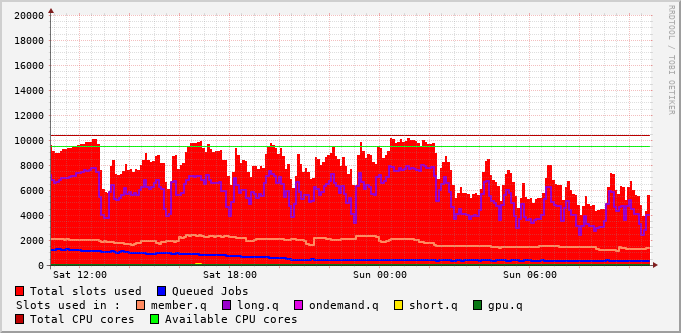 20000
18000
16000
14000
12000
10000
8000
6000
4000
2000
0
Sat 12:00 Sat 18:00 Sun 00:00 Sun 06:00
RRDTOOL / TOBI OETIKER
Total slots used Queued Jobs
Slots used in : member.q long.q ondemand.q short.q gpu.q
Total CPU cores Available CPU cores